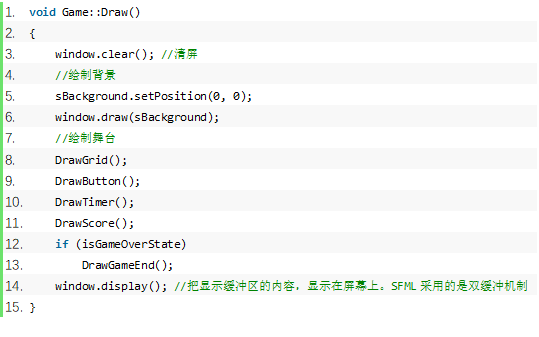 1. void Game::Draw()
2. {
3. window.clear(); //清屏
4. //绘制背景
5. sBackground.setPosition(0, 0);
6. window.draw(sBackground);
7. //绘制舞台
8. DrawGrid();
9. DrawButton();
10. DrawTimer();
11. DrawScore();
12. if (isGameOverState)
13. DrawGameEnd();
14. window.display(); //把显示缓冲区的内容，显示在屏幕上。SFML 采用的是双缓冲机制
15. }